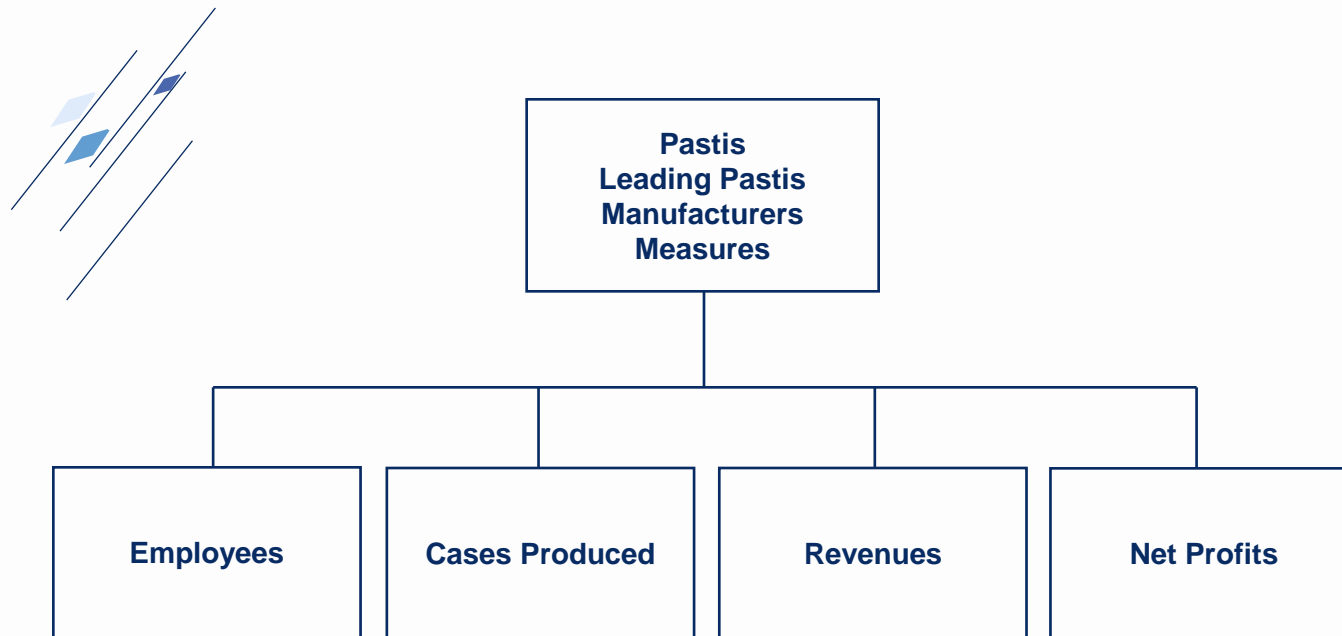 Pastis
Leading Pastis
Manufacturers
Measures
Employees
Cases Produced
Revenues
Net Profits